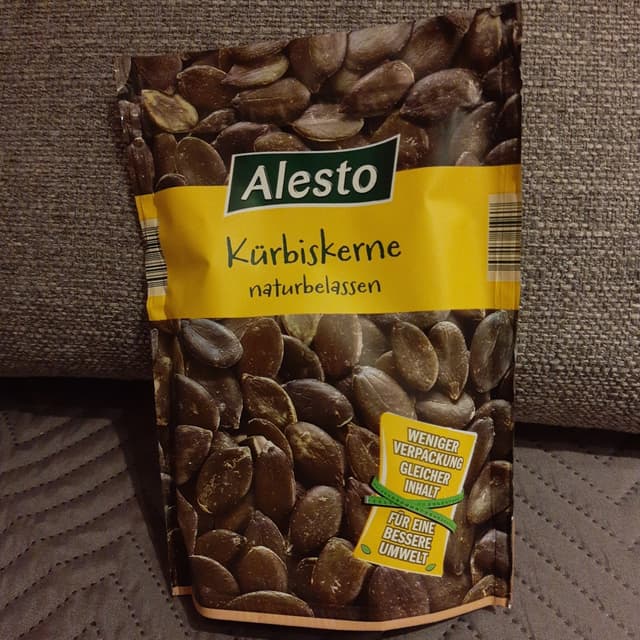 Alesto
Kürbiskerne
naturbelassen
WENIGER
VERPACKUNG
GLEICHER
INHALT
FÜR EINE
BESSERE
UMWELT